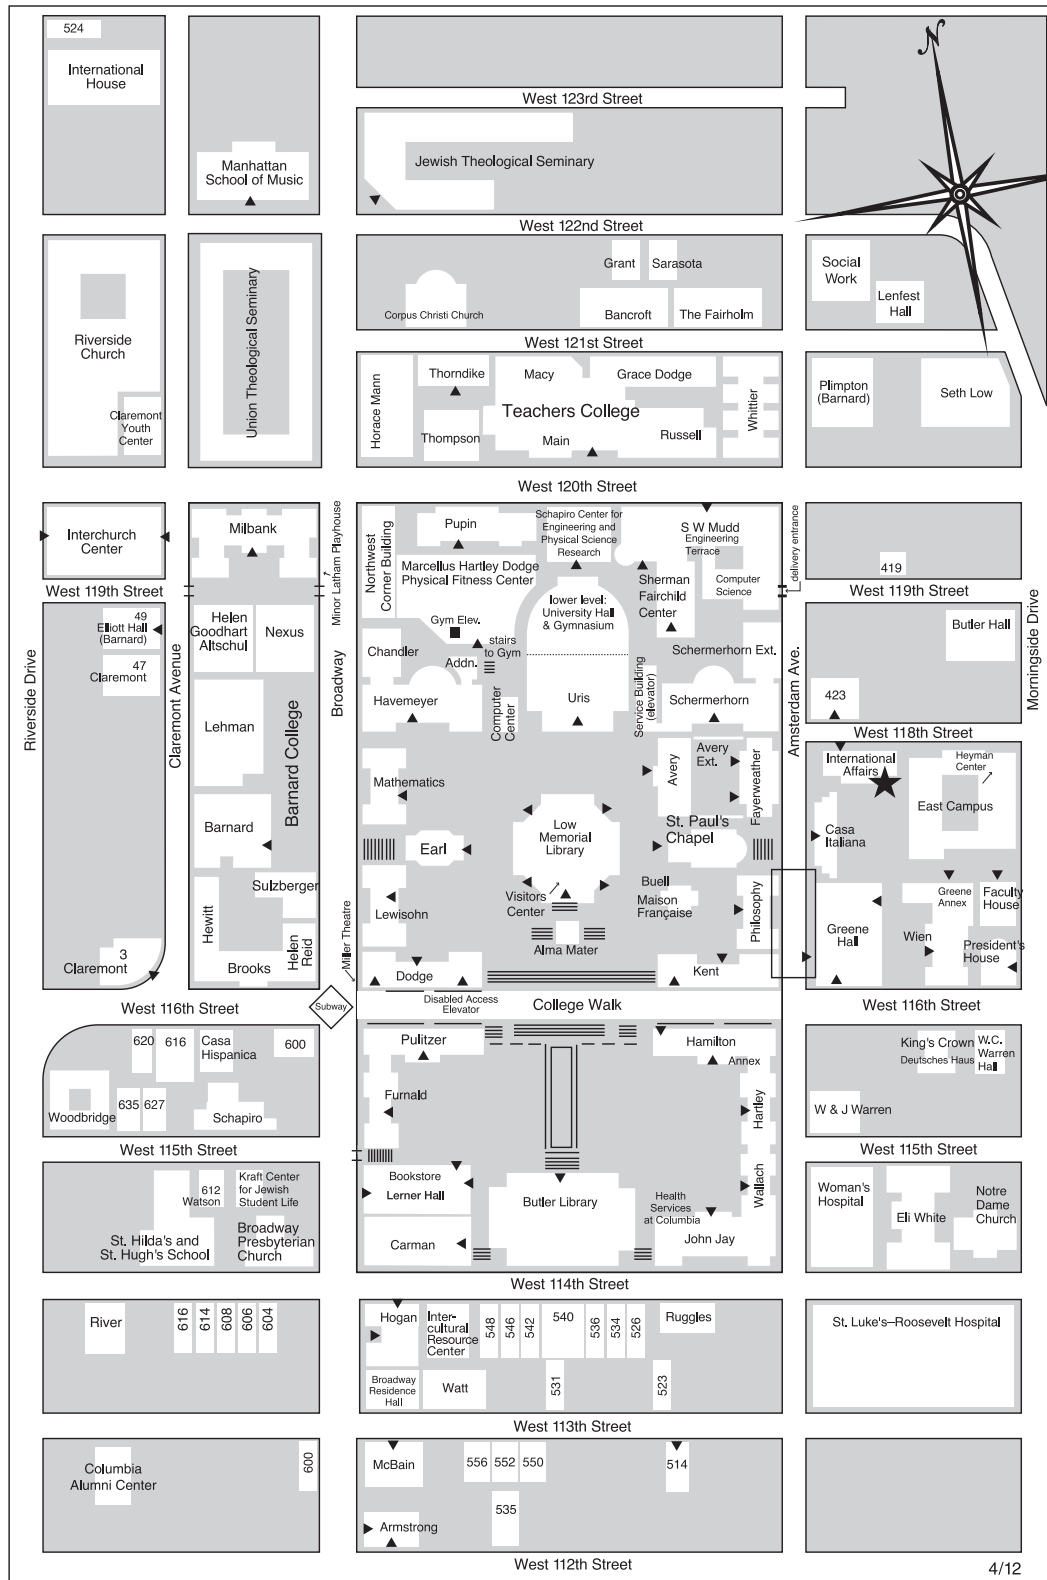 524
International
House
Manhattan
School of Music
West 123rd Street
Jewish Theological Seminary
N
West 122nd Street
Riverside
Church
Claremont
Youth
Center
Union Theological Seminary
Grant
Sarasota
Corpus Christi Church
Bancroft
The Fairholm
Social
Work
Lenfest
Hall
West 121st Street
Horace Mann
Thorndike
Macy
Grace Dodge
Teachers College
Thompson
Main
Russell
Whittier
Plimpton
(Barnard)
Seth Low
West 120th Street
Interchurch
Center
Milbank
Minor Latham Playhouse
Northwest
Corner Building
Pupin
Schapiro Center for
Engineering and
Physical Science
Research
S W Mudd
Engineering
Terrace
delivery entrance
Marcellus Hartley Dodge
Physical Fitness Center
lower level:
University Hall
& Gymnasium
Sherman
Fairchild
Center
Computer
Science
419
West 119th Street
West 119th Street
Riverside Drive
49
Elliott Hall
(Barnard)
47
Claremont
Claremont Avenue
Helen
Goodhart
Altschul
Nexus
Broadway
Gym Elev.
stairs
to Gym
Chandler
Addn.
Schermerhorn Ext.
Butler Hall
Morningside Drive
Lehman
Barnard College
Havemeyer
Computer
Center
Uris
Service Building
(elevator)
Schermerhorn
Amsterdam Ave.
423
West 118th Street
Mathematics
Avery
Avery
Ext.
Fayerweather
International
Affairs
Heyman
Center
East Campus
Barnard
Earl
Low
Memorial
Library
St. Paul's
Chapel
Casa
Italiana
Sulzberger
Hewitt
Lewisohn
Visitors
Center
Buell
Maison
Française
Philosophy
Greene
Hall
Greene
Annex
Faculty
House
Wien
President's
House
Helen
Reid
Brooks
3
Claremont
Miller Theatre
Alma Mater
Dodge
Kent
West 116th Street
Subway
Disabled Access
Elevator
College Walk
West 116th Street
620
616
Casa
Hispanica
600
Pulitzer
Hamilton
Annex
King's Crown
Deutsches Haus
W.C.
Warren
Hall
Woodbridge
635
627
Schapiro
Furnald
Hartley
W & J Warren
West 115th Street
West 115th Street
612
Watson
Kraft Center
for Jewish
Student Life
Bookstore
Lerner Hall
Butler Library
Health
Services
at Columbia
Wallach
Woman's
Hospital
Eli White
Notre
Dame
Church
St. Hilda's and
St. Hugh's School
Broadway
Presbyterian
Church
Carman
John Jay
West 114th Street
River
616
614
608
606
604
Hogan
Inter-
cultural
Resource
Center
548
546
542
540
536
534
526
Ruggles
St. Luke's–Roosevelt Hospital
Broadway
Residence
Hall
Watt
531
523
West 113th Street
Columbia
Alumni Center
600
McBain
556
552
550
514
535
Armstrong
West 112th Street
4/12